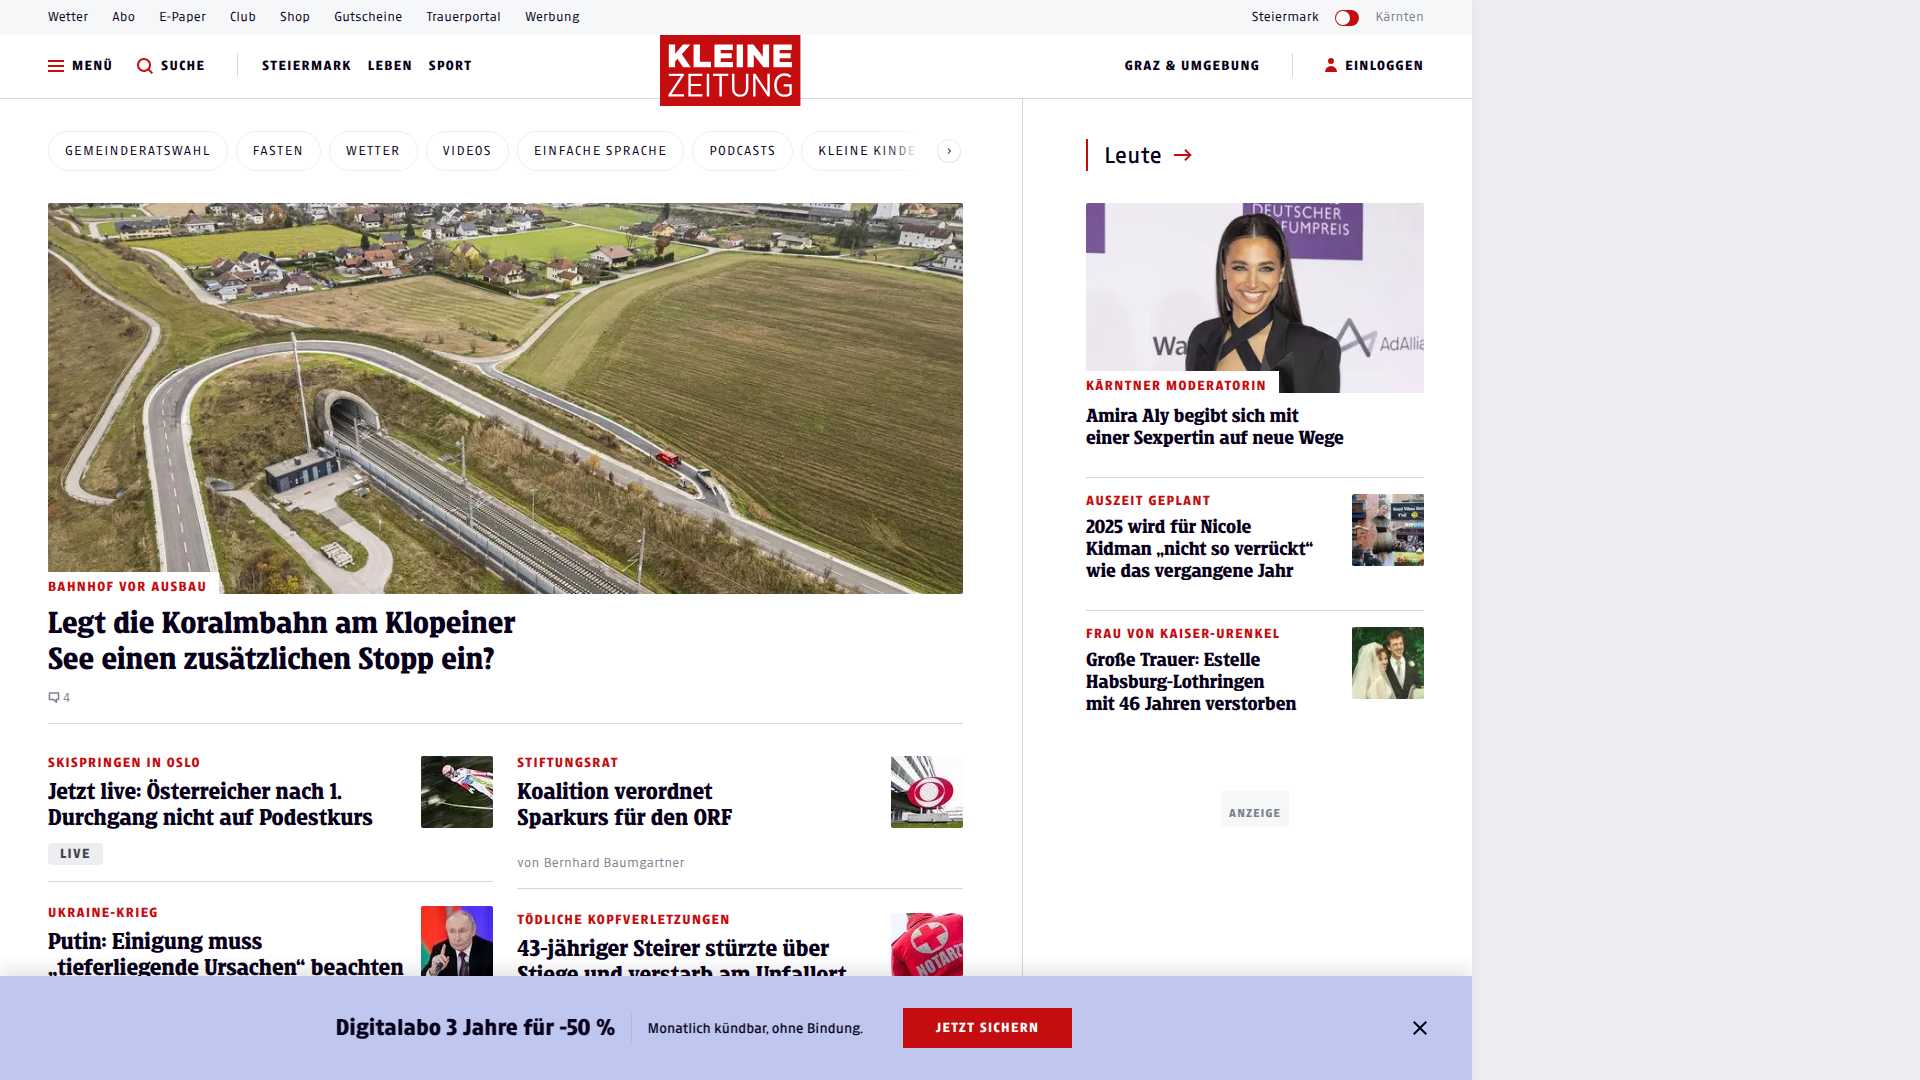 Wetter Abo E-Paper Club Shop Gutscheine Trauerportal Werbung Steiermark Kärnten
MENÜ SUCHE STEIERMARK LEBEN SPORT KLEINE ZEITUNG GRAZ & UMGEBUNG EINLOGGEN
GEMEINDERATSWAHL FASTEN WETTER VIDEOS EINFACHE SPRACHE PODCASTS KLEINE KINDE
BAHNHOF VOR AUSBAU
Legt die Koralmbahn am Klopeiner
See einen zusätzlichen Stopp ein?
4
SKISPRINGEN IN OSLO
Jetzt live: Österreicher nach 1.
Durchgang nicht auf Podestkurs
LIVE
STIFTUNGSRAT
Koalition verordnet
Sparkurs für den ORF
von Bernhard Baumgartner
UKRAINE-KRIEG
Putin: Einigung muss
„tieferliegende Ursachen“ beachten
TÖDLICHE KOPFVERLETZUNGEN
43-jähriger Steirer stürzte über
Stiege und verstarb am Unfallort
NOTARZT
Leute
DEUTSCHER
AdAllia
KÄRNTNER MODERATORIN
Amira Aly begibt sich mit
einer Sexpertin auf neue Wege
AUSZEIT GEPLANT
2025 wird für Nicole
Kidman „nicht so verrückt“
wie das vergangene Jahr
FRAU VON KAISER-URENKEL
Große Trauer: Estelle
Habsburg-Lothringen
mit 46 Jahren verstorben
ANZEIGE
Digitalabo 3 Jahre für -50 % Monatlich kündbar, ohne Bindung. JETZT SICHERN